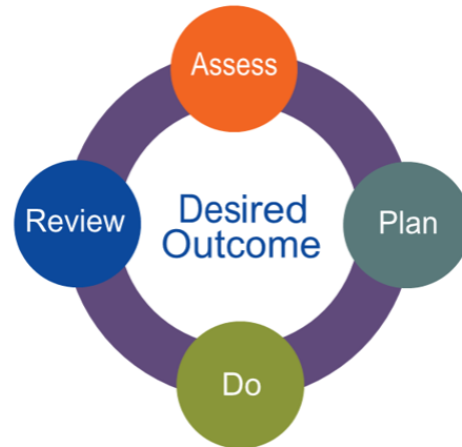 Assess
Review
Desired
Outcome
Plan
Do